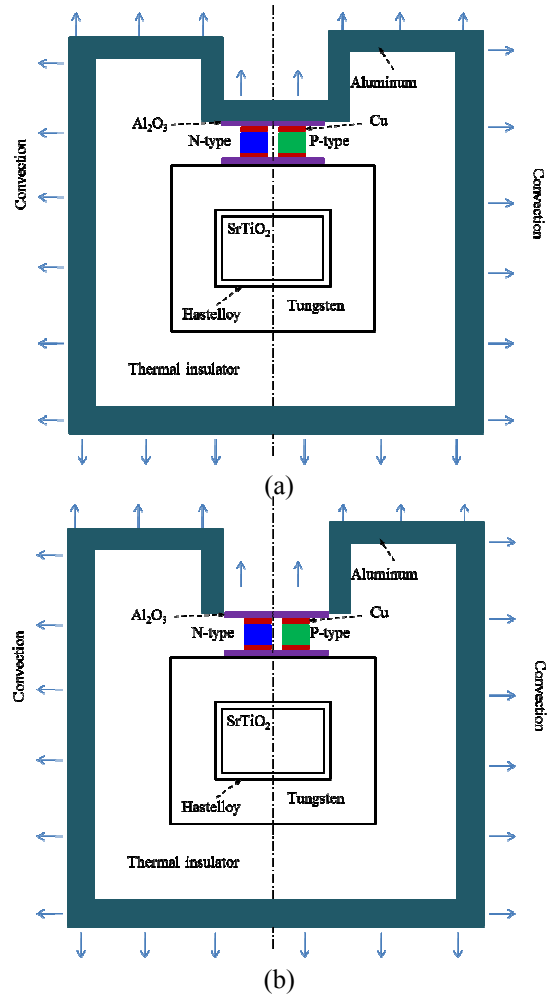 Aluminum
Al2O3
Cu
N-type
P-type
Convection
Convection
SrTiO2
Hastelloy
Tungsten
Thermal insulator
(a)
Aluminum
Al2O3
Cu
N-type
P-type
Convection
Convection
SrTiO2
Hastelloy
Tungsten
Thermal insulator
(b)